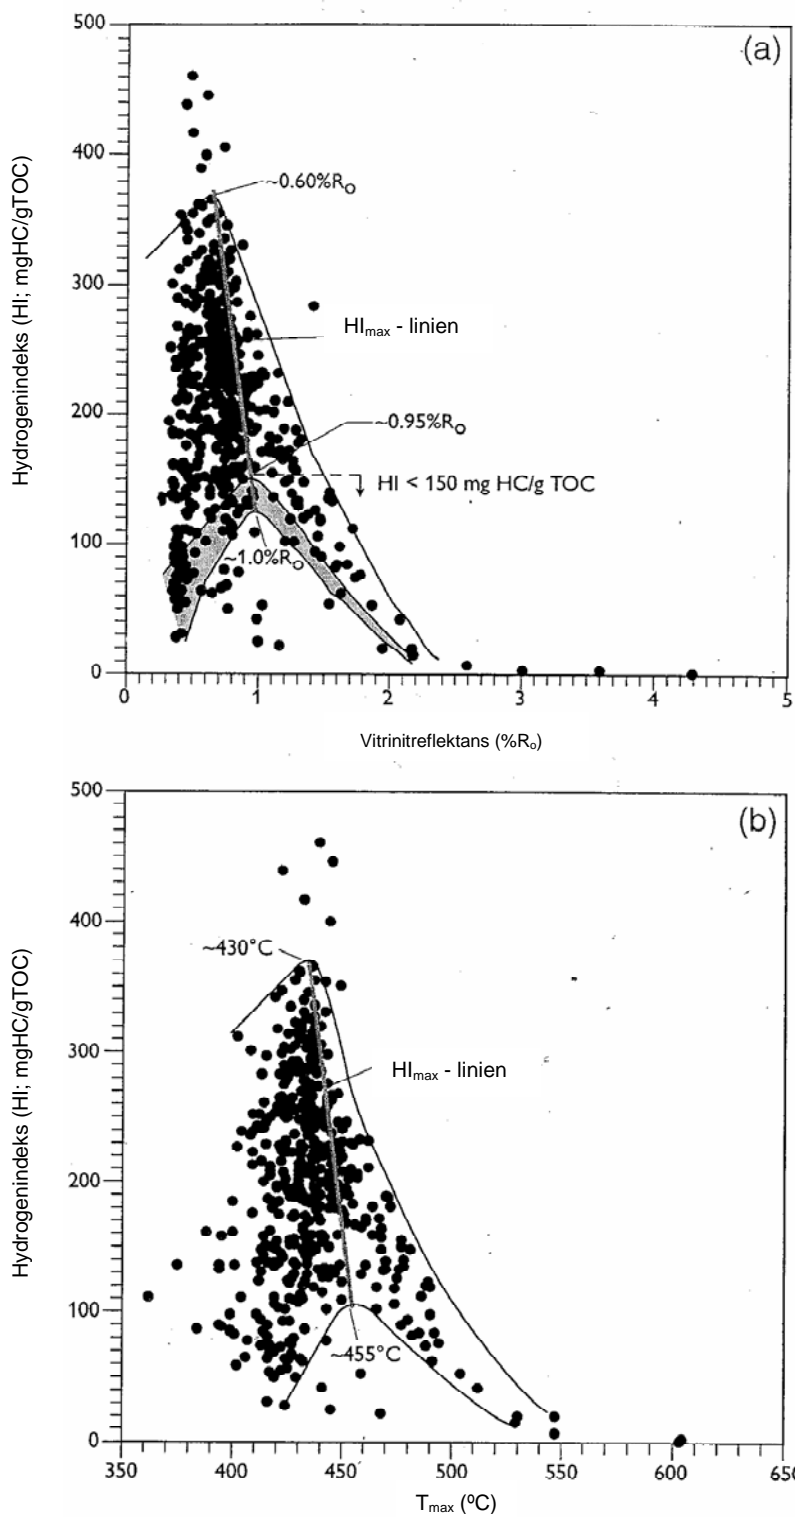 500
(a)
400
~0.60%Ro
300
HImax - linien
200
~0.95%Ro
HI < 150 mg HC/g TOC
100
~1.0%Ro
0
0 1 2 3 4 5
Hydrogenindeks (HI; mgHC/gTOC)
Vitrinitreflektans (%Ro)
500
(b)
400
~430°C
300
HImax - linien
200
100
~455°C
0
350 400 450 500 550 600 650
Hydrogenindeks (HI; mgHC/gTOC)
Tmax (ºC)